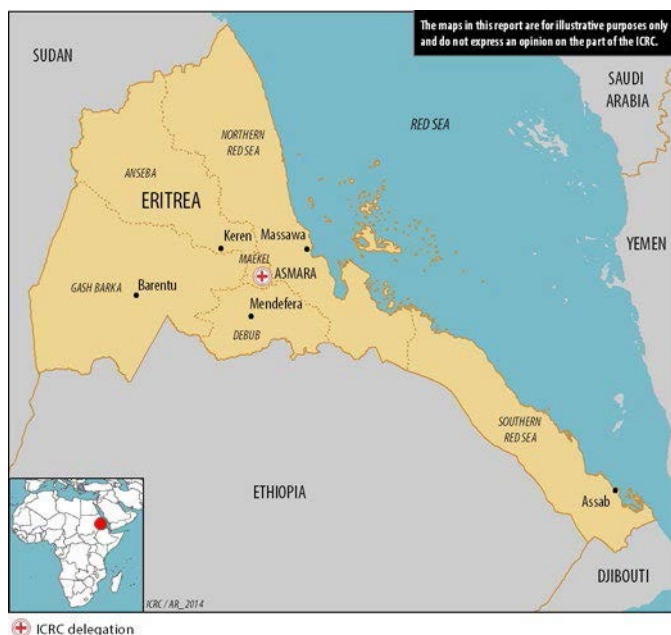 The maps in this report are for illustrative purposes only
and do not express an opinion on the part of the ICRC.
SUDAN
SAUDI
ARABIA
RED SEA
NORTHERN
RED SEA
ANSEBA
ERITREA
Keren
Massawa
YEMEN
MAEKEL
ASMARA
GASH BARKA
Barentu
Mendefera
DEBUB
SOUTHERN
RED SEA
ETHIOPIA
Assab
DJIBOUTI
ICRC / AR_2014
ICRC delegation